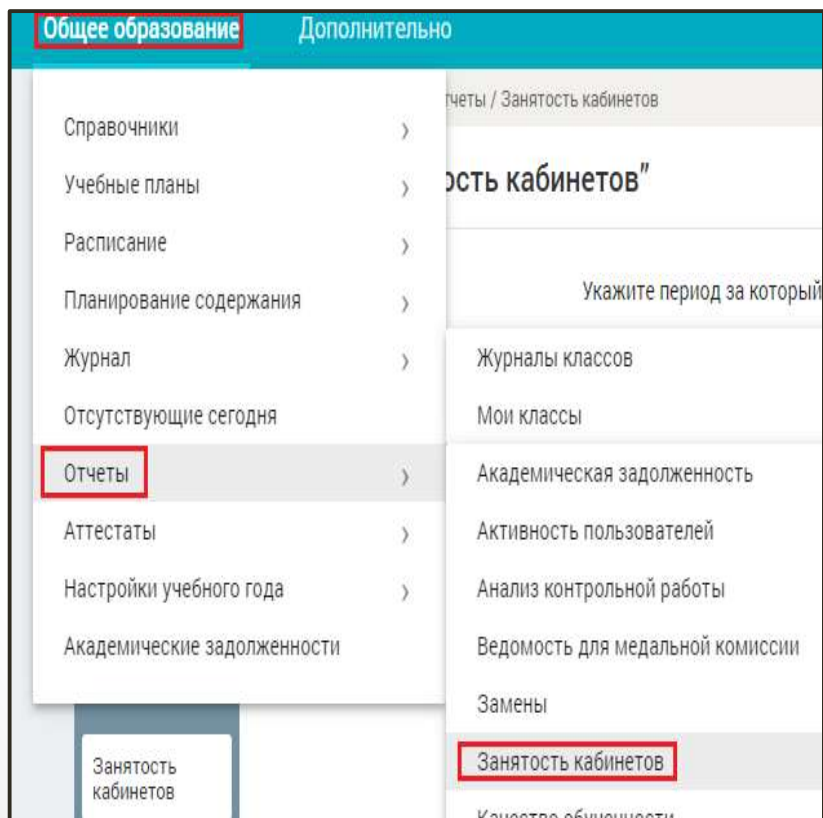 Общее образование
Дополнительно
/ Занятость кабинетов
кабинетов"
Укажите период за который
Справочники
Учебные планы
Расписание
Планирование содержания
Журнал
Отсутствующие сегодня
Отчеты
Аттестаты
Настройки учебного года
Академические задолженности
Журналы классов
Мои классы
Академическая задолженность
Активность пользователей
Анализ контрольной работы
Ведомость для медальной комиссии
Замены
Занятость кабинетов
Занятость
кабинетов